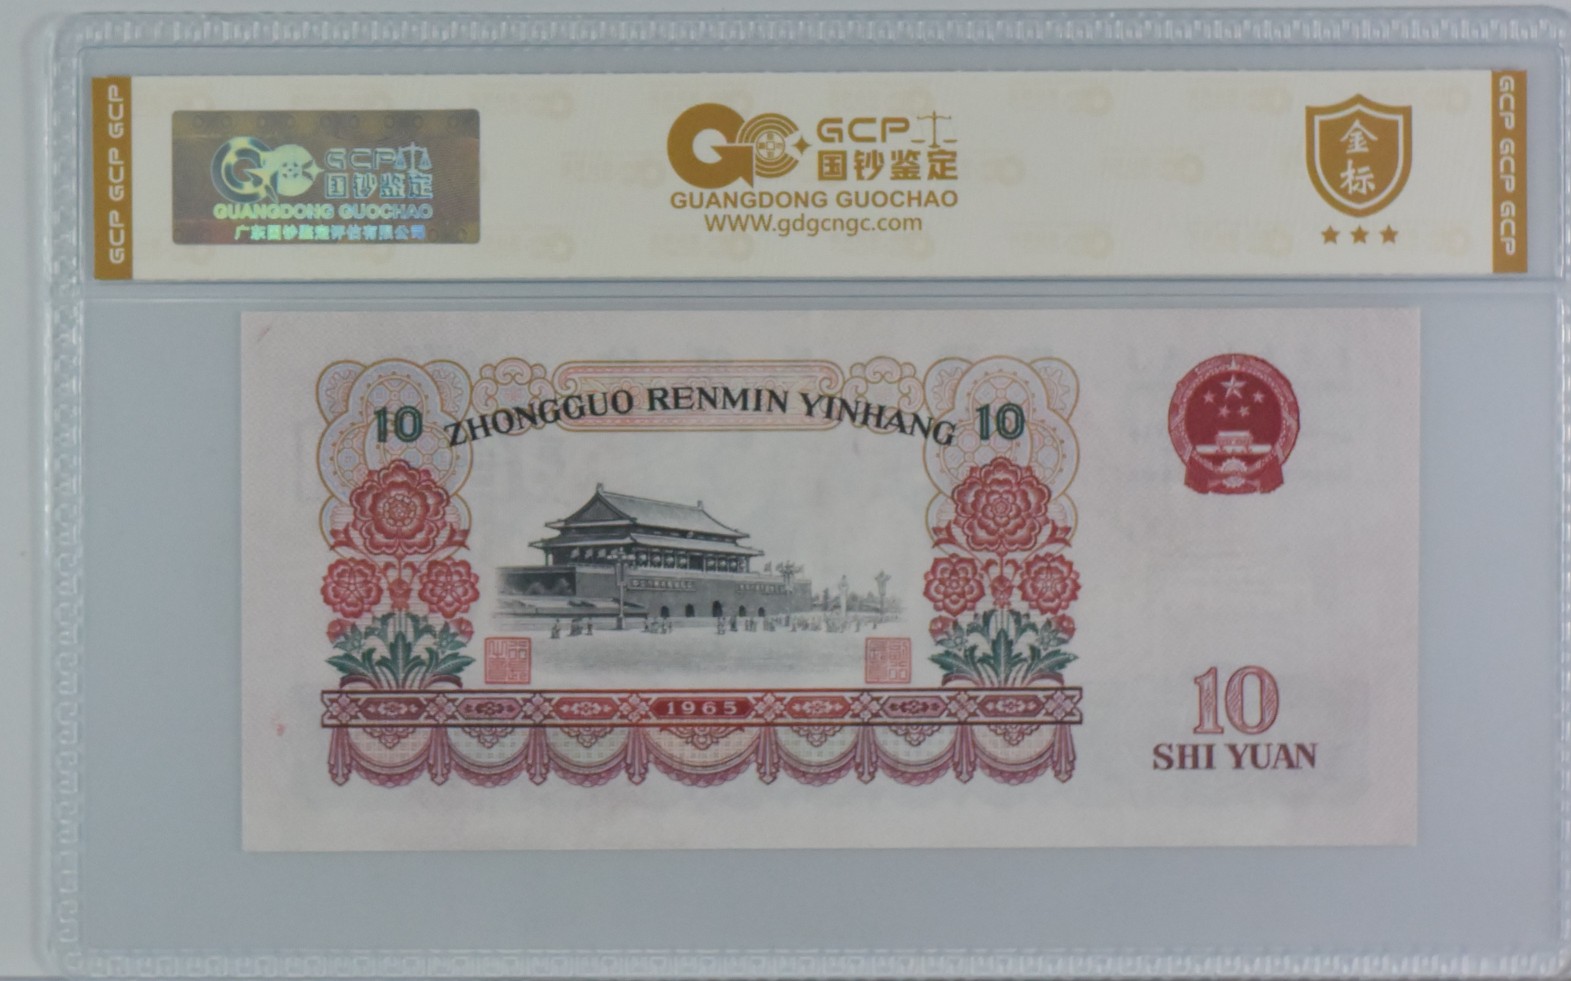 GCP GCP GCP
GCP
国钞鉴定
GUANGDONG GUOCHAO
广东国钞鉴定评估有限公司
GC
GCP
国钞鉴定
GUANGDONG GUOCHAO
WWW.gdgcngc.com
金
标
GCP GCP GCP
ZHONGGUO RENMIN YINHANG
10
10
1965
10
SHI YUAN